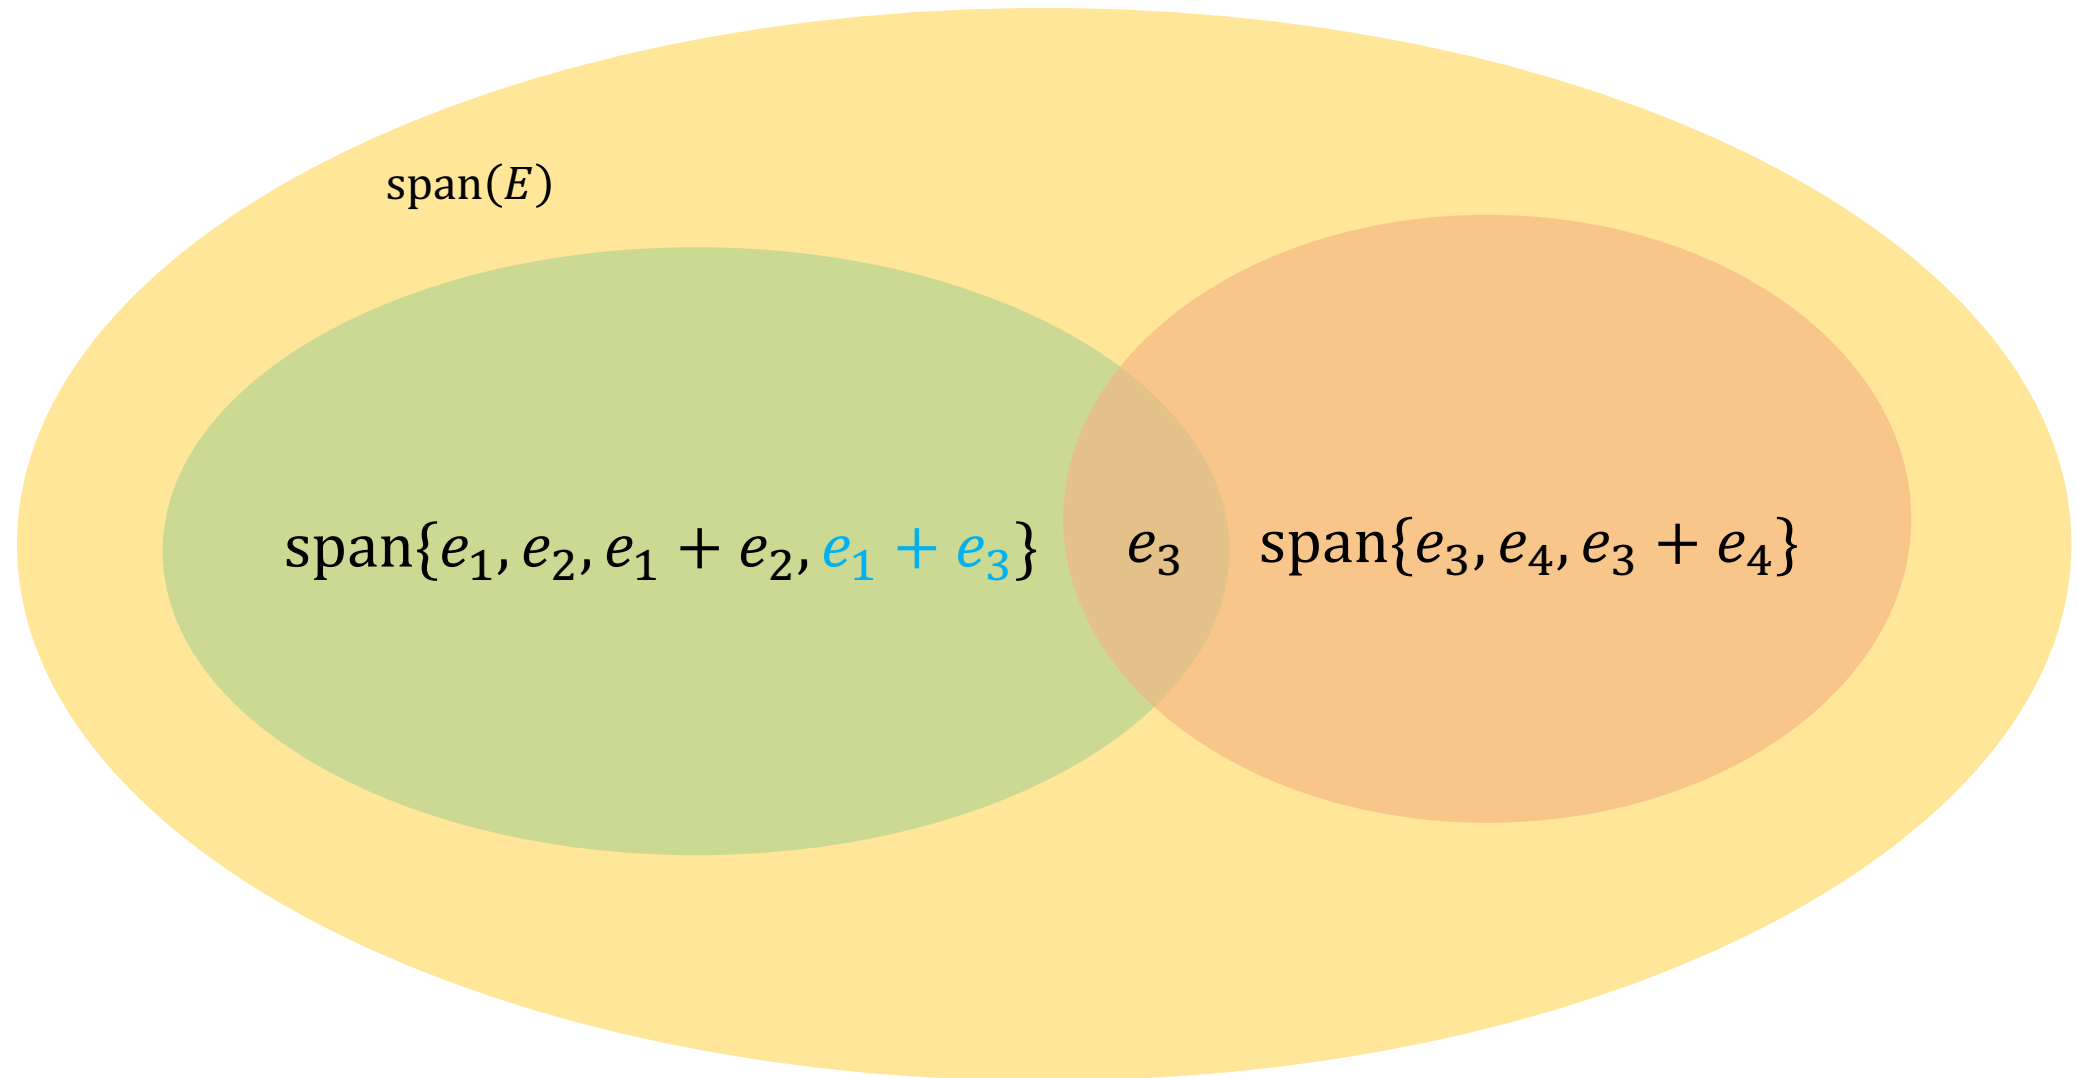 span(E)
span{e₁, e₂, e₁ + e₂, e₁ + e₃}
e₃
span{e₃, e₄, e₃ + e₄}